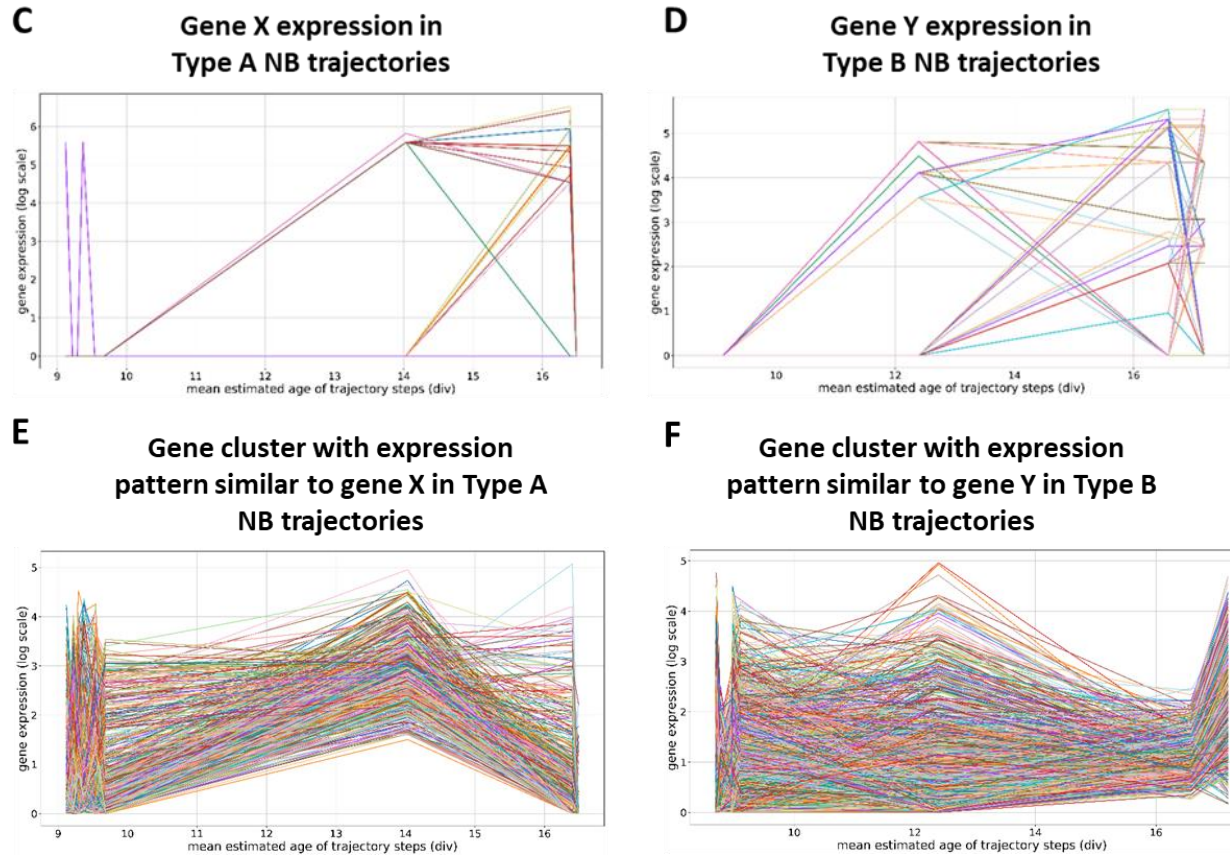 C
Gene X expression in
Type A NB trajectories
gene expression (log scale)
6
5
4
3
2
1
0
9 10 11 12 13 14 15 16
mean estimated age of trajectory steps (div)
D
Gene Y expression in
Type B NB trajectories
gene expression (log scale)
5
4
3
2
1
0
10 12 14 16
mean estimated age of trajectory steps (div)
E
Gene cluster with expression
pattern similar to gene X in Type A
NB trajectories
gene expression (log scale)
5
4
3
2
1
0
9 10 11 12 13 14 15 16
mean estimated age of trajectory steps (div)
F
Gene cluster with expression
pattern similar to gene Y in Type B
NB trajectories
gene expression (log scale)
5
4
3
2
1
0
10 12 14 16
mean estimated age of trajectory steps (div)